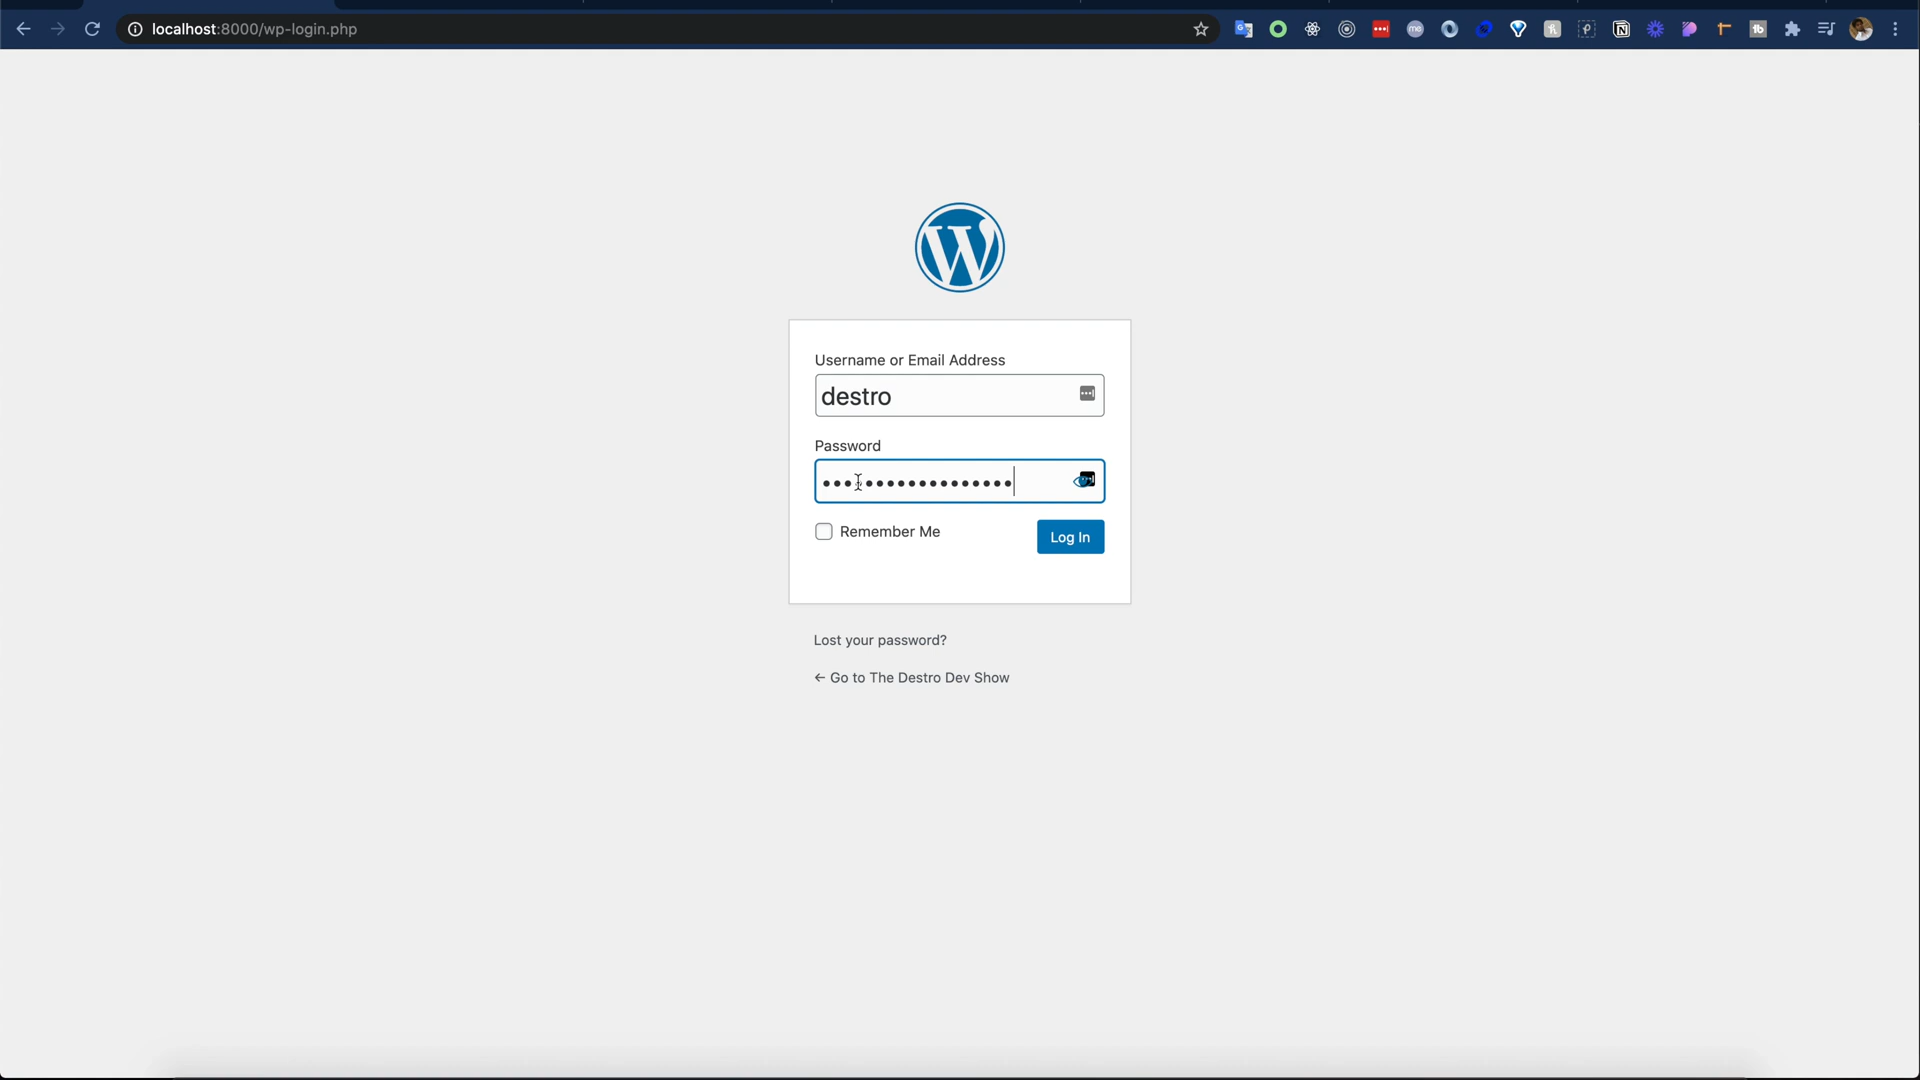 localhost:8000/wp-login.php
Username or Email Address
destro
Password
••••••••••••••••••
Remember Me
Log In
Lost your password?
← Go to The Destro Dev Show